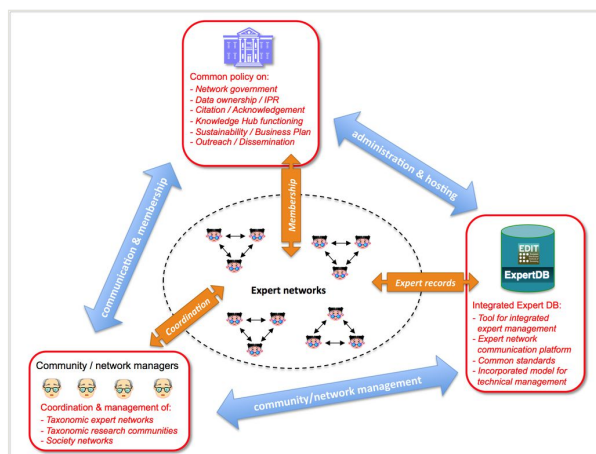 Common policy on:
- Network government
- Data ownership / IPR
- Citation / Acknowledgement
- Knowledge Hub functioning
- Sustainability / Business Plan
- Outreach / Dissemination
communication & membership
Membership
administration & hosting
Expert networks
Coordination
Expert records
EDIT
ExpertDB
Integrated Expert DB:
- Tool for integrated
expert management
- Expert network
communication platform
- Common standards
- Incorporated model for
technical management
Community / network managers
Coordination & management of:
- Taxonomic expert networks
- Taxonomic research communities
- Society networks
community/network management